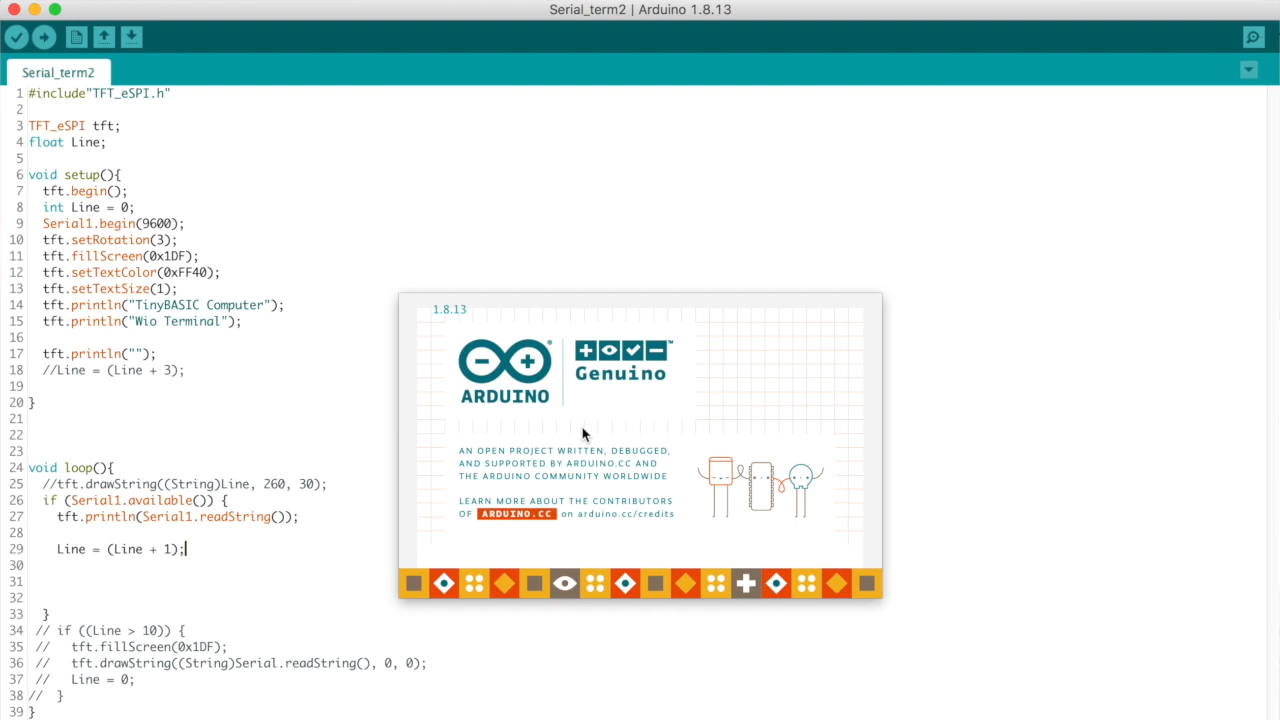 Serial_term2 | Arduino 1.8.13
Serial_term2
1 #include"TFT_eSPI.h"
2
3 TFT_eSPI tft;
4 float Line;
5
6 void setup(){
7 tft.begin();
8 int Line = 0;
9 Serial1.begin(9600);
10 tft.setRotation(3);
11 tft.fillScreen(0x1DF);
12 tft.setTextColor(0xFF40);
13 tft.setTextSize(1);
14 tft.println("TinyBASIC Computer");
15 tft.println("Wio Terminal");
16
17 tft.println("");
18 //Line = (Line + 3);
19
20 }
21
22
23
24 void loop(){
25 //tft.drawString((String)Line, 260, 30);
26 if (Serial1.available()) {
27 tft.println(Serial1.readString());
28
29 Line = (Line + 1);
30
31
32
33 }
34 // if ((Line > 10)) {
35 // tft.fillScreen(0x1DF);
36 // tft.drawString((String)Serial.readString(), 0, 0);
37 // Line = 0;
38 // }
39 }
1.8.13
ARDUINO
Genuino™
AN OPEN PROJECT WRITTEN, DEBUGGED,
AND SUPPORTED BY ARDUINO.CC AND
THE ARDUINO COMMUNITY WORLDWIDE
LEARN MORE ABOUT THE CONTRIBUTORS
OF ARDUINO.CC on arduino.cc/credits